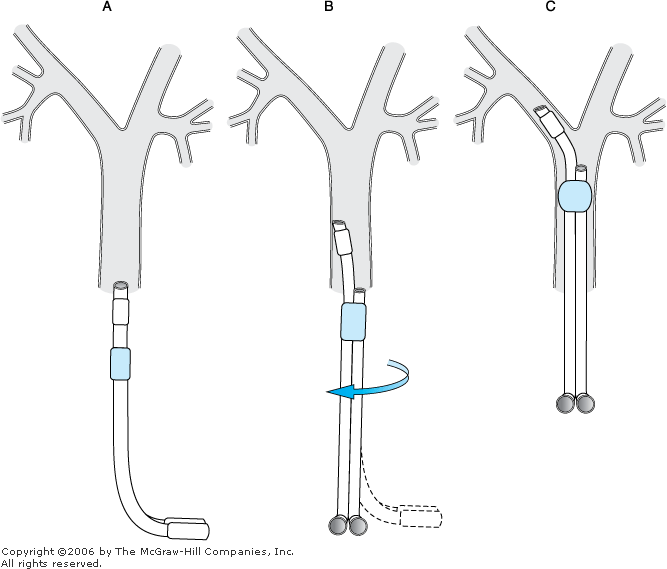 A B C
Copyright ©2006 by The McGraw-Hill Companies, Inc.
All rights reserved.